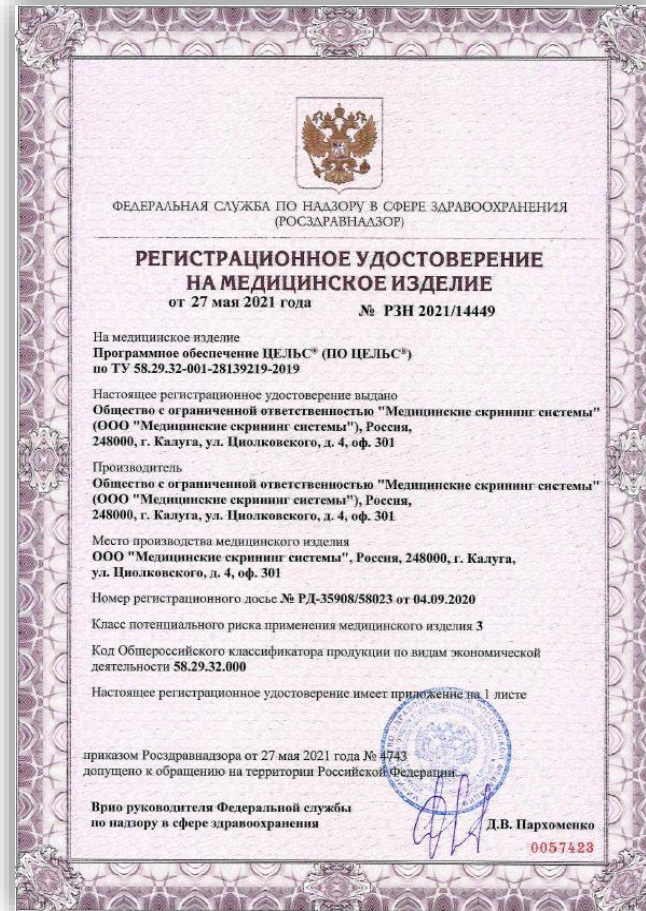 ФЕДЕРАЛЬНАЯ СЛУЖБА ПО НАДЗОРУ В СФЕРЕ ЗДРАВООХРАНЕНИЯ
(РОСЗДРАВНАДЗОР)
РЕГИСТРАЦИОННОЕ УДОСТОВЕРЕНИЕ
НА МЕДИЦИНСКОЕ ИЗДЕЛИЕ
от 27 мая 2021 года № РЗН 2021/14449
На медицинское изделие
Программное обеспечение ЦЕЛЬС® (ПО ЦЕЛЬС®)
по ТУ 58.29.32-001-28139219-2019
Настоящее регистрационное удостоверение выдано
Общество с ограниченной ответственностью "Медицинские скрининг системы"
(ООО "Медицинские скрининг системы"), Россия,
248000, г. Калуга, ул. Циолковского, д. 4, оф. 301
Производитель
Общество с ограниченной ответственностью "Медицинские скрининг системы"
(ООО "Медицинские скрининг системы"), Россия,
248000, г. Калуга, ул. Циолковского, д. 4, оф. 301
Место производства медицинского изделия
ООО "Медицинские скрининг системы", Россия, 248000, г. Калуга,
ул. Циолковского, д. 4, оф. 301
Номер регистрационного досье № РД-35908/58023 от 04.09.2020
Класс потенциального риска применения медицинского изделия 3
Код Общероссийского классификатора продукции по видам экономической
деятельности 58.29.32.000
Настоящее регистрационное удостоверение имеет приложение на 1 листе
приказом Росздравнадзора от 27 мая 2021 года № 4743
допущено к обращению на территории Российской Федерации.
Врио руководителя Федеральной службы
по надзору в сфере здравоохранения
Д.В. Пархоменко
0057423